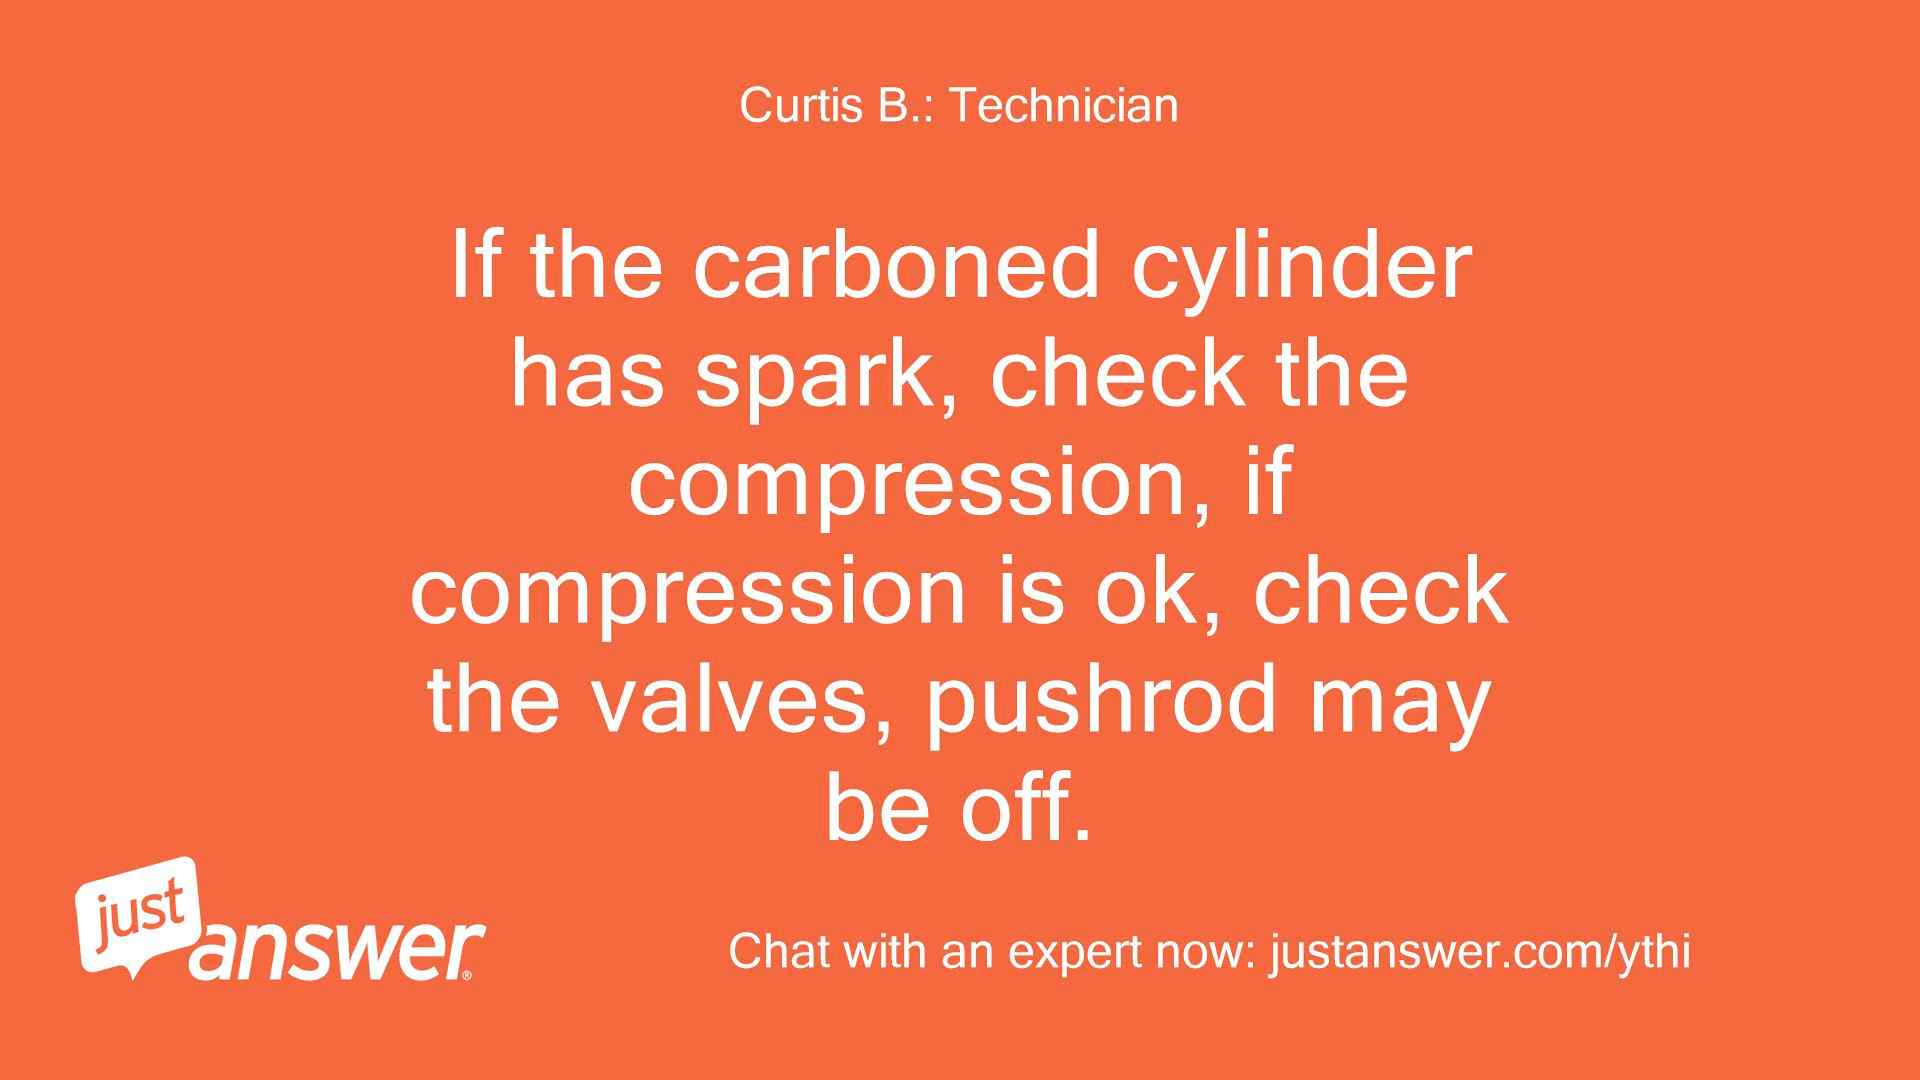 Curtis B.: Technician
If the carboned cylinder
has spark, check the
compression, if
compression is ok, check
the valves, pushrod may
be off.
just
answer®
Chat with an expert now: justanswer.com/ythi